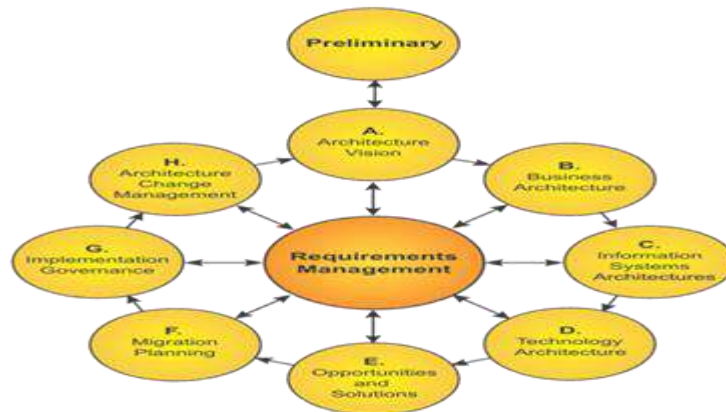 Preliminary
A.
Architecture
Vision
B.
Business
Architecture
C.
Information
Systems
Architectures
D.
Technology
Architecture
E.
Opportunities
and
Solutions
F.
Migration
Planning
G.
Implementation
Governance
H.
Architecture
Change
Management
Requirements
Management